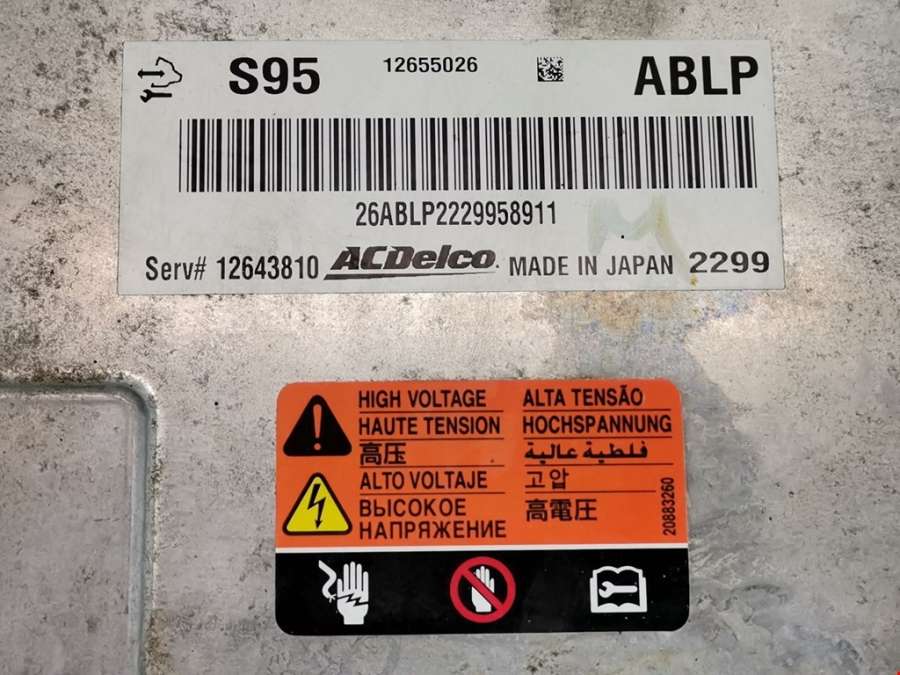 S95 12655026 ABLP
26ABLP2229958911
Serv# 12643810 ACDelco MADE IN JAPAN 2299
M
HIGH VOLTAGE
HAUTE TENSION
高压
ALTO VOLTAJE
ВЫСОКОЕ
НАПРЯЖЕНИЕ
ALTA TENSÃO
HOCHSPANNUNG
فلطية عالية
고압
高電圧
20883260